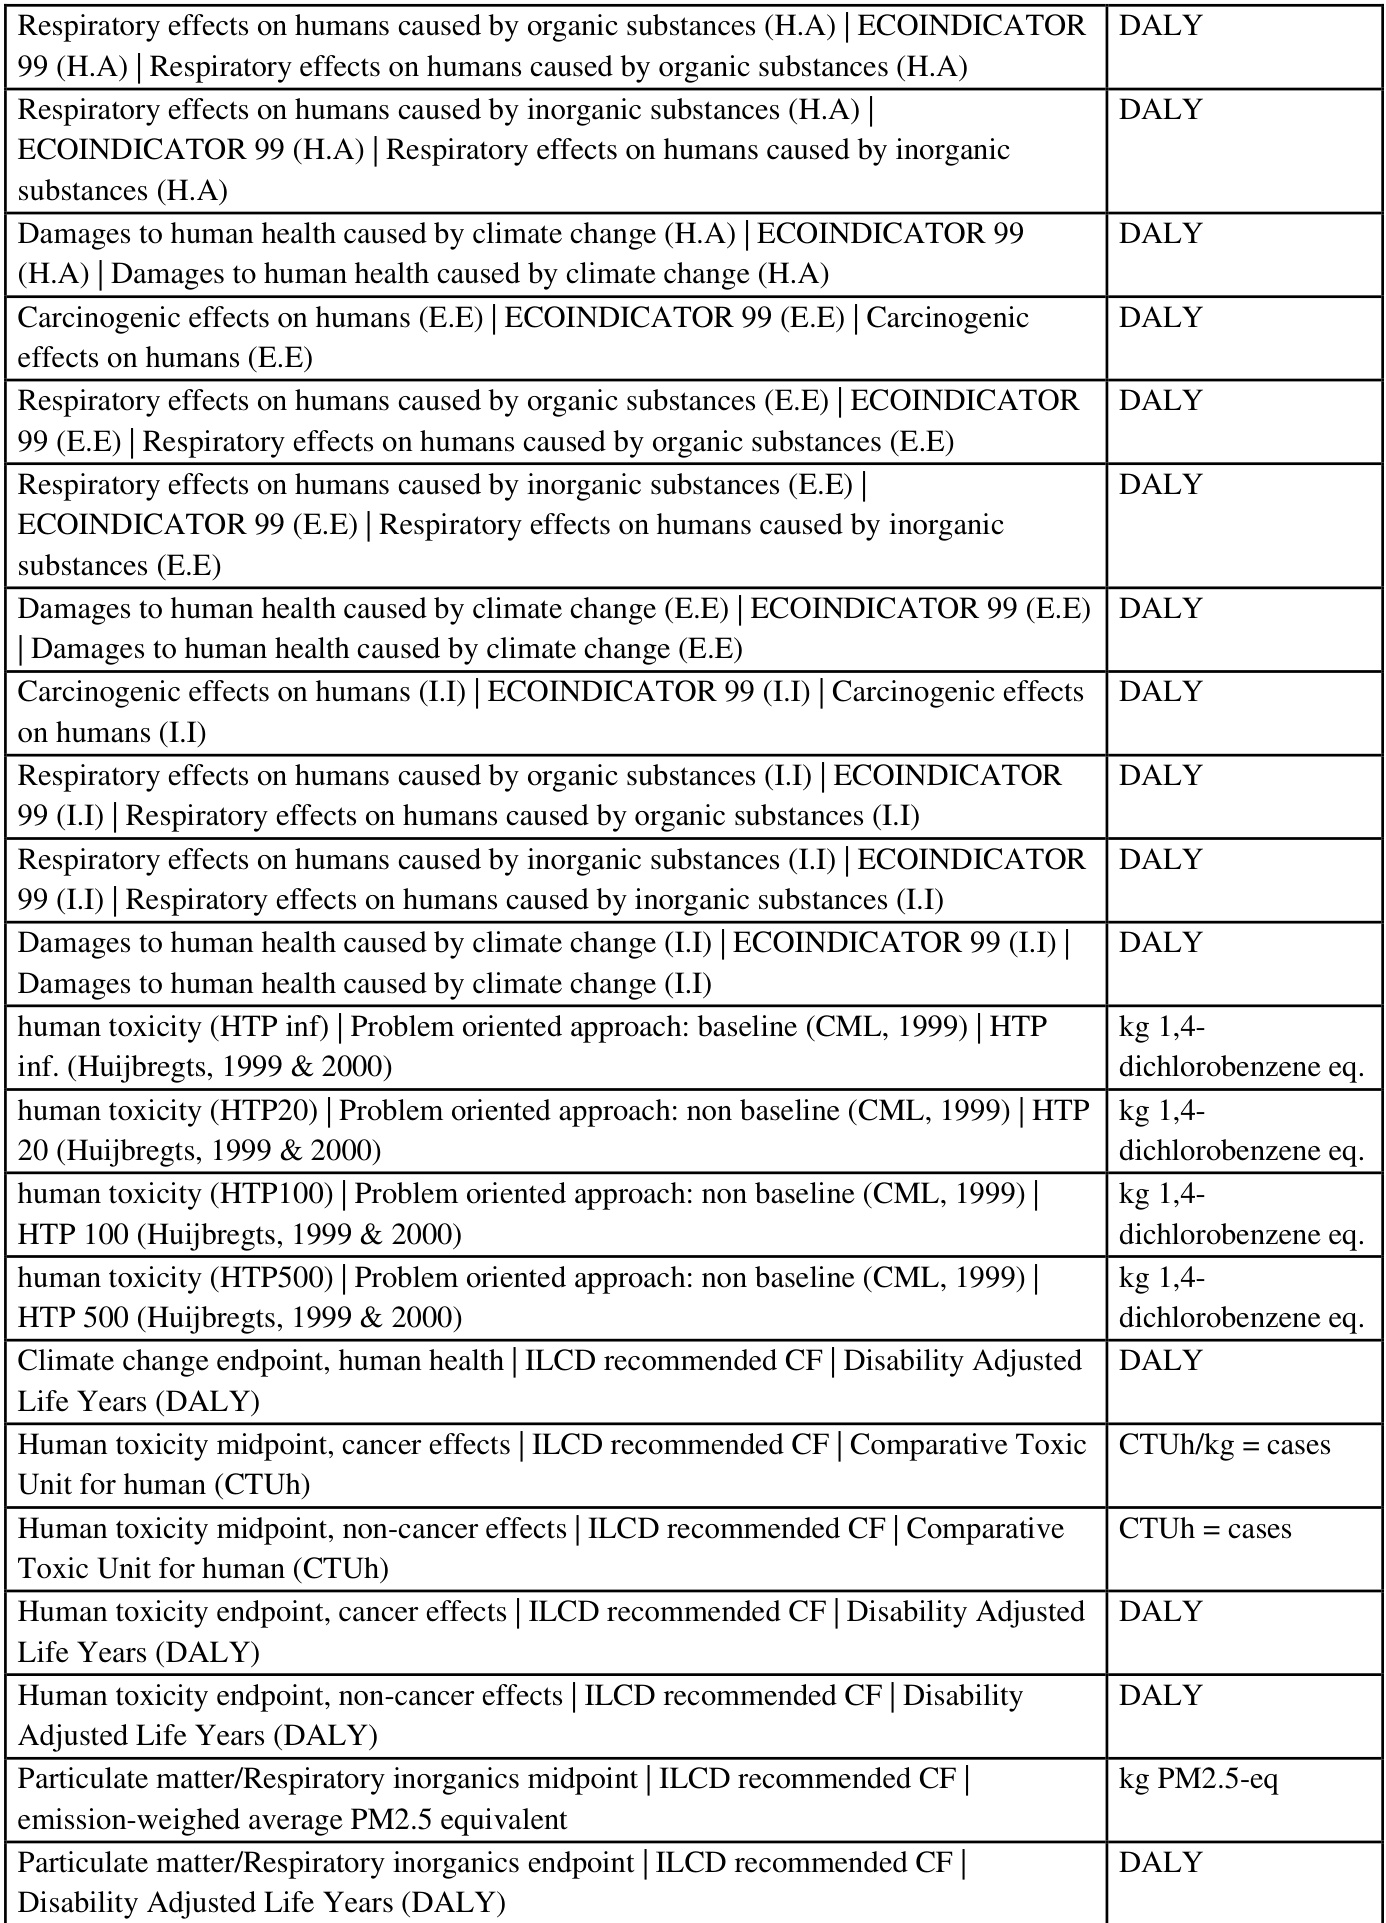 Respiratory effects on humans caused by organic substances (H.A) | ECOINDICATOR DALY
99 (H.A) | Respiratory effects on humans caused by organic substances (H.A)
Respiratory effects on humans caused by inorganic substances (H.A) | DALY
ECOINDICATOR 99 (H.A) | Respiratory effects on humans caused by inorganic
substances (H.A)
Damages to human health caused by climate change (H.A) | ECOINDICATOR 99 DALY
(H.A) | Damages to human health caused by climate change (H.A)
Carcinogenic effects on humans (E.E) | ECOINDICATOR 99 (E.E) | Carcinogenic DALY
effects on humans (E.E)
Respiratory effects on humans caused by organic substances (E.E) | ECOINDICATOR DALY
99 (E.E) | Respiratory effects on humans caused by organic substances (E.E)
Respiratory effects on humans caused by inorganic substances (E.E) | DALY
ECOINDICATOR 99 (E.E) | Respiratory effects on humans caused by inorganic
substances (E.E)
Damages to human health caused by climate change (E.E) | ECOINDICATOR 99 (E.E) DALY
| Damages to human health caused by climate change (E.E)
Carcinogenic effects on humans (I.I) | ECOINDICATOR 99 (I.I) | Carcinogenic effects DALY
on humans (I.I)
Respiratory effects on humans caused by organic substances (I.I) | ECOINDICATOR DALY
99 (I.I) | Respiratory effects on humans caused by organic substances (I.I)
Respiratory effects on humans caused by inorganic substances (I.I) | ECOINDICATOR DALY
99 (I.I) | Respiratory effects on humans caused by inorganic substances (I.I)
Damages to human health caused by climate change (I.I) | ECOINDICATOR 99 (I.I) | DALY
Damages to human health caused by climate change (I.I)
human toxicity (HTP inf) | Problem oriented approach: baseline (CML, 1999) | HTP kg 1,4-
inf. (Huijbregts, 1999 & 2000) dichlorobenzene eq.
human toxicity (HTP20) | Problem oriented approach: non baseline (CML, 1999) | HTP kg 1,4-
20 (Huijbregts, 1999 & 2000) dichlorobenzene eq.
human toxicity (HTP100) | Problem oriented approach: non baseline (CML, 1999) | kg 1,4-
HTP 100 (Huijbregts, 1999 & 2000) dichlorobenzene eq.
human toxicity (HTP500) | Problem oriented approach: non baseline (CML, 1999) | kg 1,4-
HTP 500 (Huijbregts, 1999 & 2000) dichlorobenzene eq.
Climate change endpoint, human health | ILCD recommended CF | Disability Adjusted DALY
Life Years (DALY)
Human toxicity midpoint, cancer effects | ILCD recommended CF | Comparative Toxic CTUh/kg = cases
Unit for human (CTUh)
Human toxicity midpoint, non-cancer effects | ILCD recommended CF | Comparative CTUh = cases
Toxic Unit for human (CTUh)
Human toxicity endpoint, cancer effects | ILCD recommended CF | Disability Adjusted DALY
Life Years (DALY)
Human toxicity endpoint, non-cancer effects | ILCD recommended CF | Disability DALY
Adjusted Life Years (DALY)
Particulate matter/Respiratory inorganics midpoint | ILCD recommended CF | kg PM2.5-eq
emission-weighed average PM2.5 equivalent
Particulate matter/Respiratory inorganics endpoint | ILCD recommended CF | DALY
Disability Adjusted Life Years (DALY)